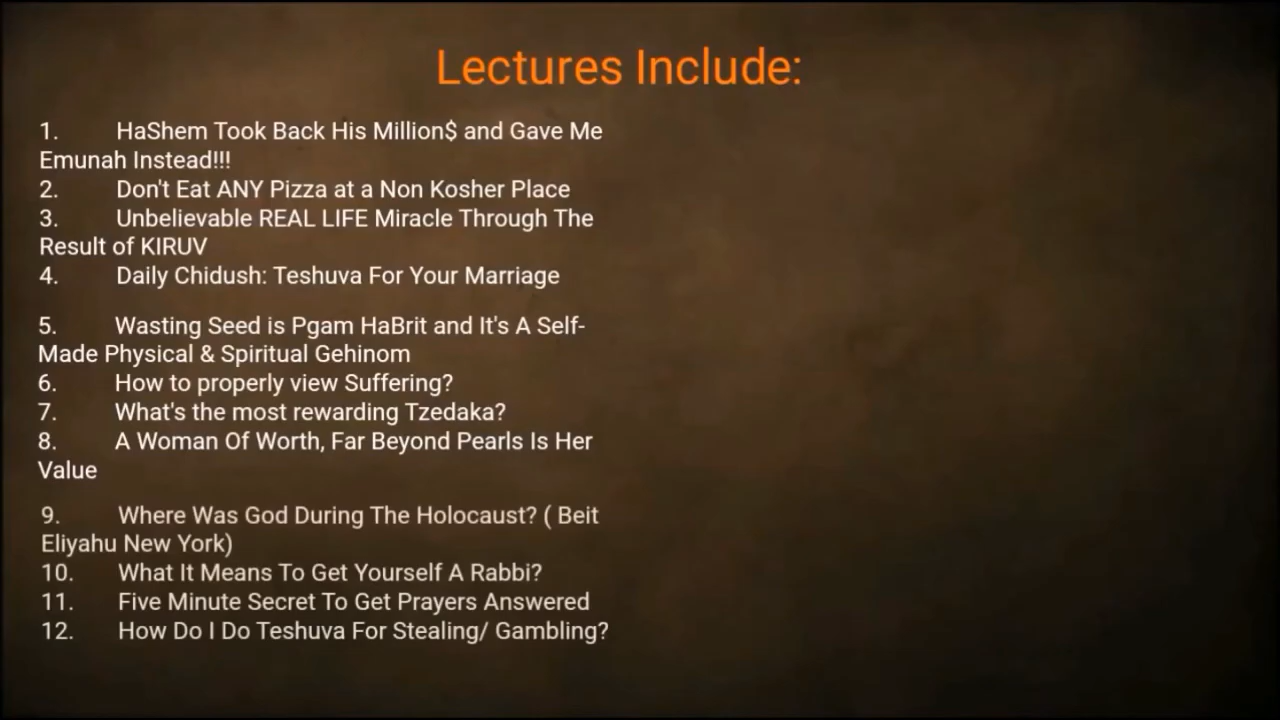 Lectures Include:
1. HaShem Took Back His Million$ and Gave Me
Emunah Instead!!!
2. Don't Eat ANY Pizza at a Non Kosher Place
3. Unbelievable REAL LIFE Miracle Through The
Result of KIRUV
4. Daily Chidush: Teshuva For Your Marriage
5. Wasting Seed is Pgam HaBrit and It's A Self-
Made Physical & Spiritual Gehinom
6. How to properly view Suffering?
7. What's the most rewarding Tzedaka?
8. A Woman Of Worth, Far Beyond Pearls Is Her
Value
9. Where Was God During The Holocaust? ( Beit
Eliyahu New York)
10. What It Means To Get Yourself A Rabbi?
11. Five Minute Secret To Get Prayers Answered
12. How Do I Do Teshuva For Stealing/ Gambling?